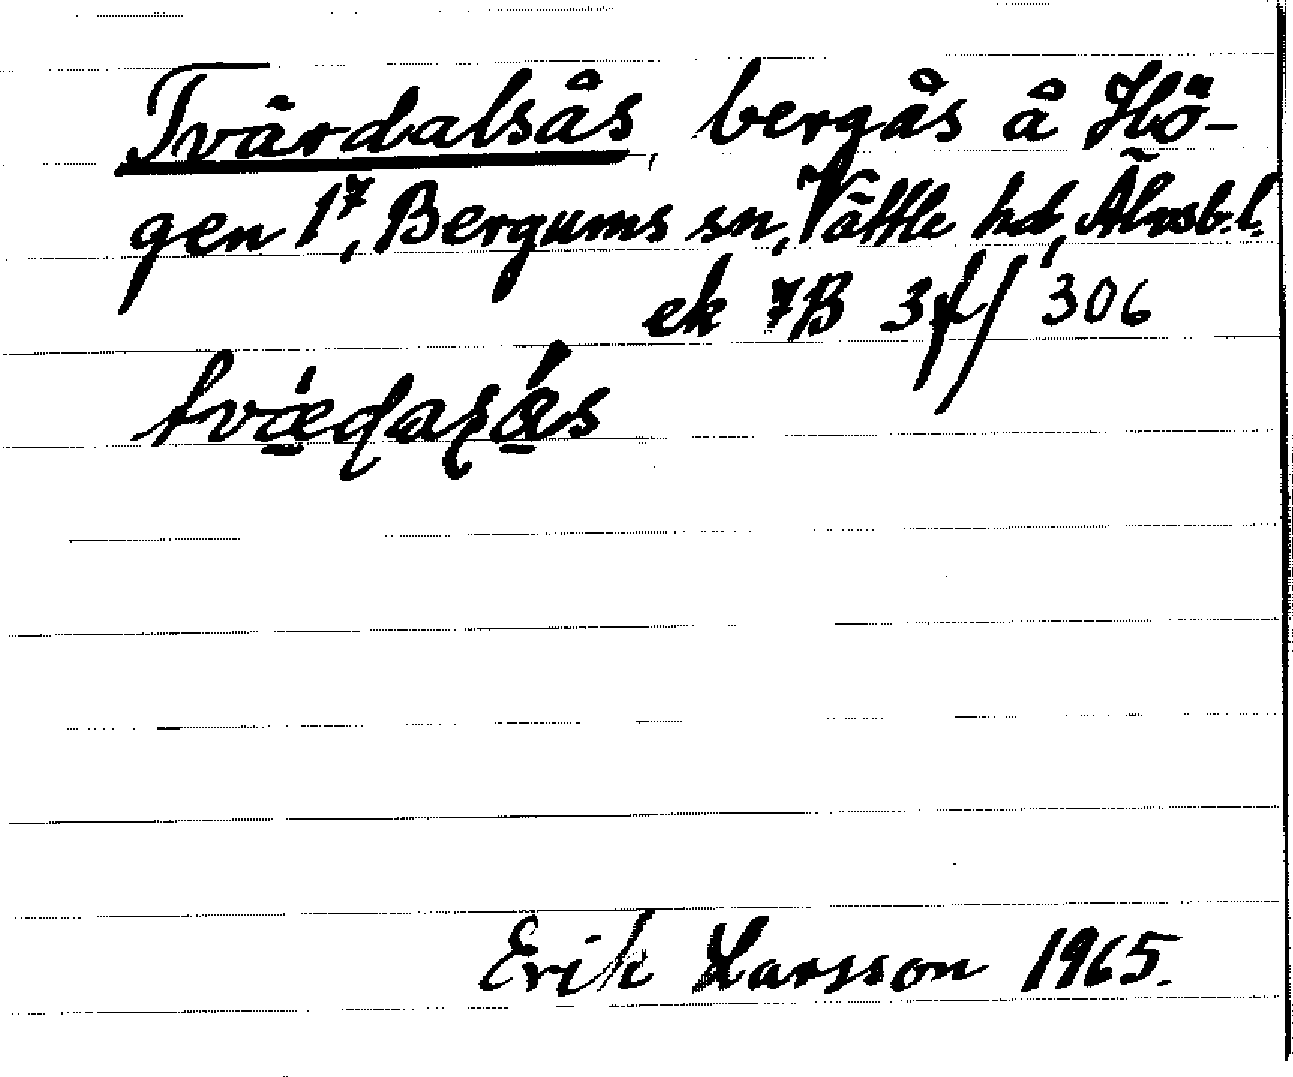 Tvärdalsås, bergås å Hö-
gen 1⁷, Bergums sn, Vättle hd, Älvsb.l.
ek 7B 3f/306
Erik Larsson 1965.